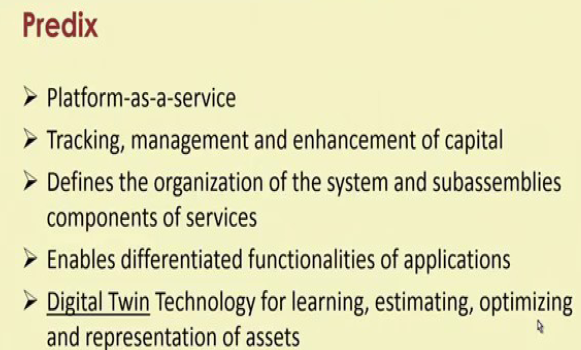 Predix
➢ Platform-as-a-service
➢ Tracking, management and enhancement of capital
➢ Defines the organization of the system and subassemblies
components of services
➢ Enables differentiated functionalities of applications
➢ Digital Twin Technology for learning, estimating, optimizing
and representation of assets